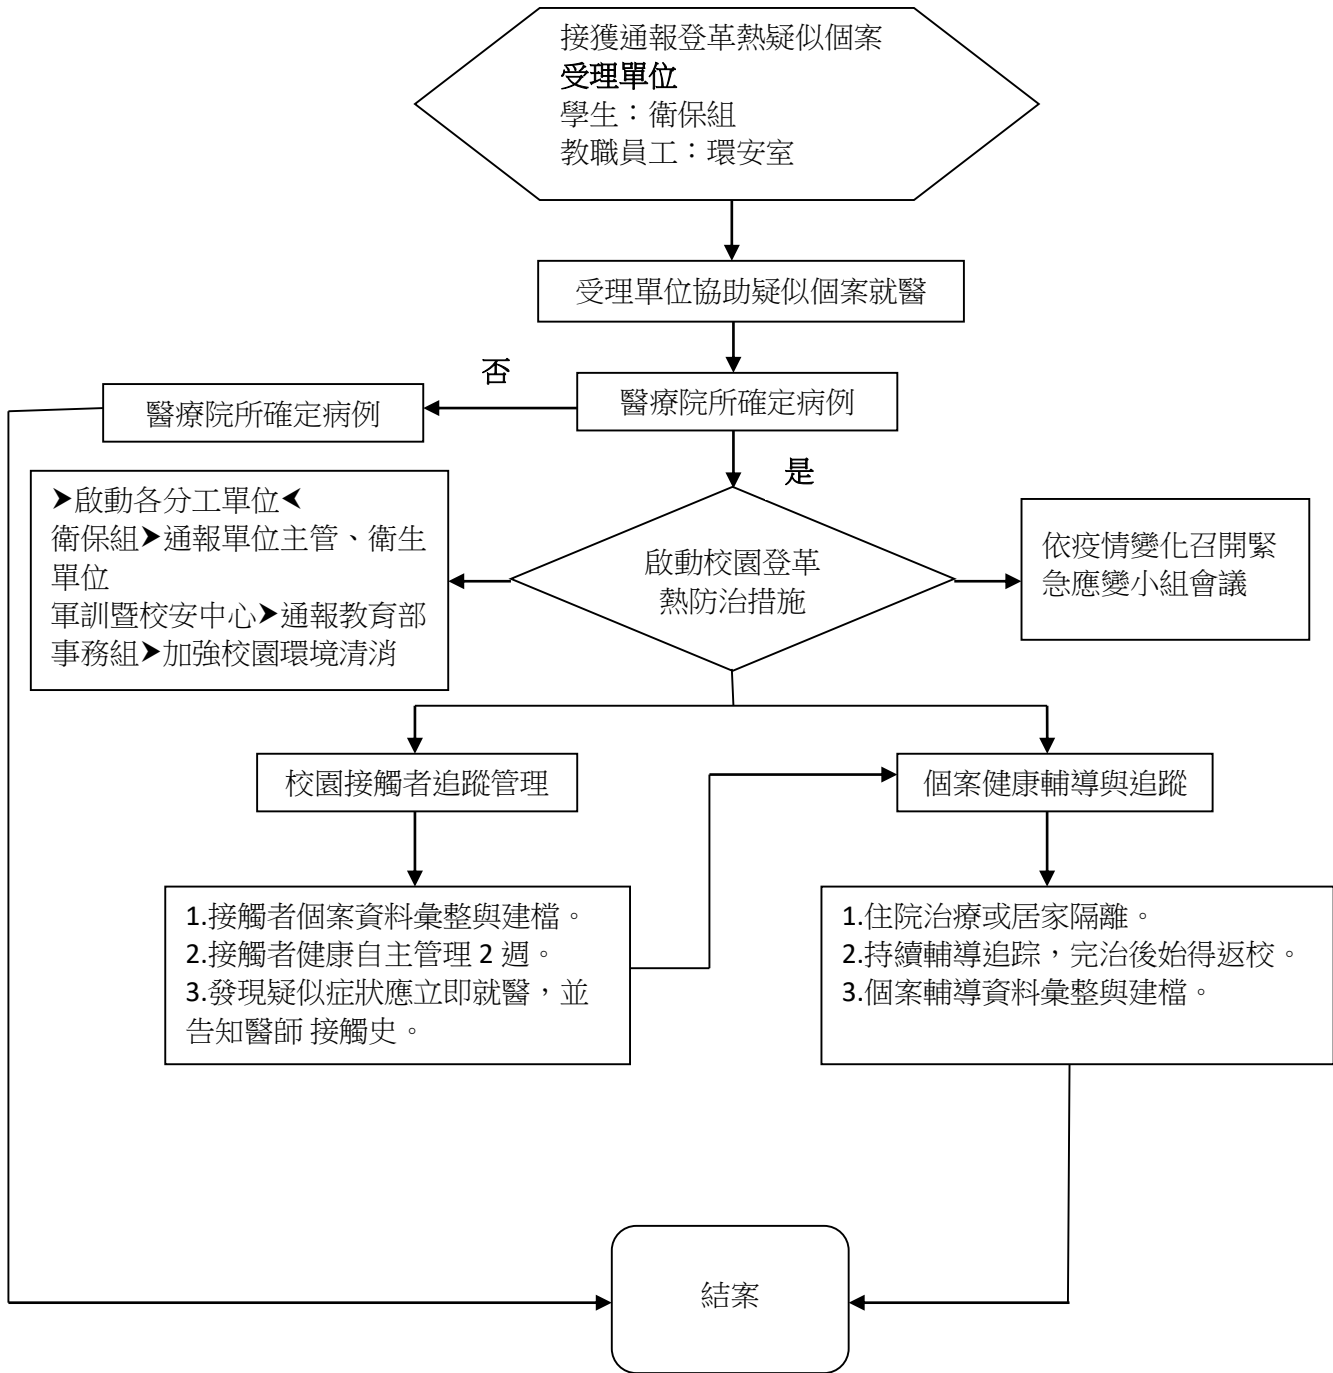 接獲通報登革熱疑似個案
受理單位
學生：衛保組
教職員工：環安室
受理單位協助疑似個案就醫
否
醫療院所確定病例
醫療院所確定病例
是
➤啟動各分工單位⮜
衛保組➤通報單位主管、衛生
單位
軍訓暨校安中心➤通報教育部
事務組➤加強校園環境清消
啟動校園登革
熱防治措施
依疫情變化召開緊
急應變小組會議
校園接觸者追蹤管理
個案健康輔導與追蹤
1.接觸者個案資料彙整與建檔。
2.接觸者健康自主管理 2 週。
3.發現疑似症狀應立即就醫，並
告知醫師 接觸史。
1.住院治療或居家隔離。
2.持續輔導追踪，完治後始得返校。
3.個案輔導資料彙整與建檔。
結案